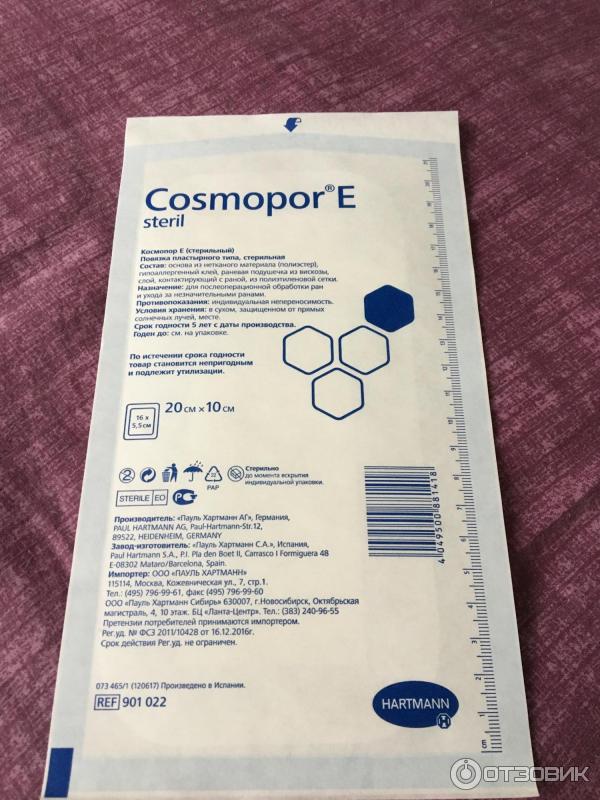 Cosmopor® E
steril
Космопор Е (стерильный)
Повязка пластырного типа, стерильная
Состав: основа из нетканого материала (полиэстер),
гипоаллергенный клей, раневая подушечка из вискозы,
слой, контактирующий с раной, из полиэтиленовой сетки.
Назначение: для послеоперационной обработки ран
и ухода за незначительными ранами.
Противопоказания: индивидуальная непереносимость.
Условия хранения: в сухом, защищенном от прямых
солнечных лучей, месте.
Срок годности 5 лет с даты производства.
Годен до: см. на упаковке.
По истечении срока годности
товар становится непригодным
и подлежит утилизации.
16 x
5,5см
20 см × 10 см
2
22
PAP
Стерильно
до момента вскрытия
индивидуальной упаковки.
STERILE EO
4 049500 881418
Производитель: «Пауль Хартманн АГ», Германия,
PAUL HARTMANN AG, Paul-Hartmann-Str.12,
89522, HEIDENHEIM, GERMANY
Завод-изготовитель: «Пауль Хартманн С.А.», Испания,
Paul Hartmann S.A., P.I. Pla den Boet II, Carrasco I Formiguera 48
E-08302 Mataro/Barcelona, Spain.
Импортер: ООО «ПАУЛЬ ХАРТМАНН»
115114, Москва, Кожевническая ул., 7, стр.1.
Тел.: (495) 796-99-61, факс (495) 796-99-60
ООО «Пауль Хартманн Сибирь» 630007, г.Новосибирск, Октябрьская
магистраль, 4, 10 этаж. БЦ «Ланта-Центр». Тел.: (383) 240-96-55
Претензии потребителей принимаются импортером.
Рег.уд. № ФСЗ 2011/10428 от 16.12.2016г.
Срок действия Рег.уд. не ограничен.
073 465/1 (120617) Произведено в Испании.
REF 901 022
HARTMANN
ОТЗОВИК